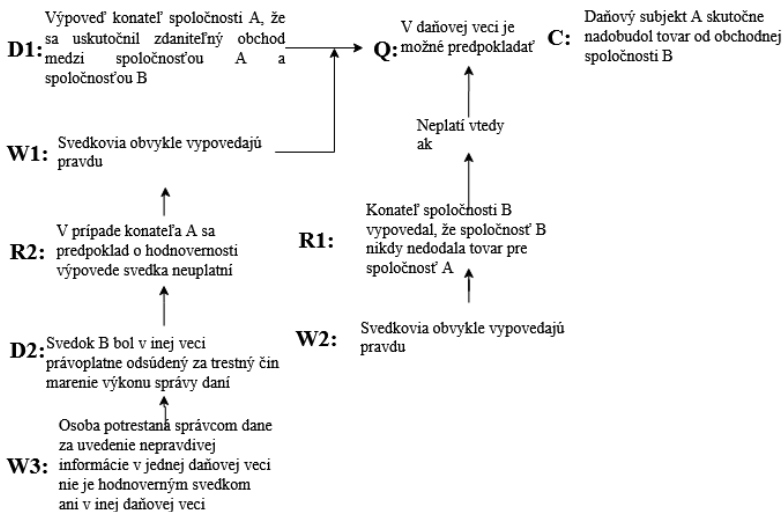 D1: Výpoveď konateľ spoločnosti A, že
sa uskutočnil zdaniteľný obchod
medzi spoločnosťou A a
spoločnosťou B
Q: V daňovej veci je
možné predpokladať
C: Daňový subjekt A skutočne
nadobudol tovar od obchodnej
spoločnosti B
W1: Svedkovia obvykle vypovedajú
pravdu
Neplatí vtedy
ak
R2: V prípade konateľa A sa
predpoklad o hodnovernosti
výpovede svedka neuplatní
R1: Konateľ spoločnosti B
vypovedal, že spoločnosť B
nikdy nedodala tovar pre
spoločnosť A
D2: Svedok B bol v inej veci
právoplatne odsúdený za trestný čin
marenie výkonu správy daní
W2: Svedkovia obvykle vypovedajú
pravdu
W3: Osoba potrestaná správcom dane
za uvedenie nepravdivej
informácie v jednej daňovej veci
nie je hodnoverným svedkom
ani v inej daňovej veci